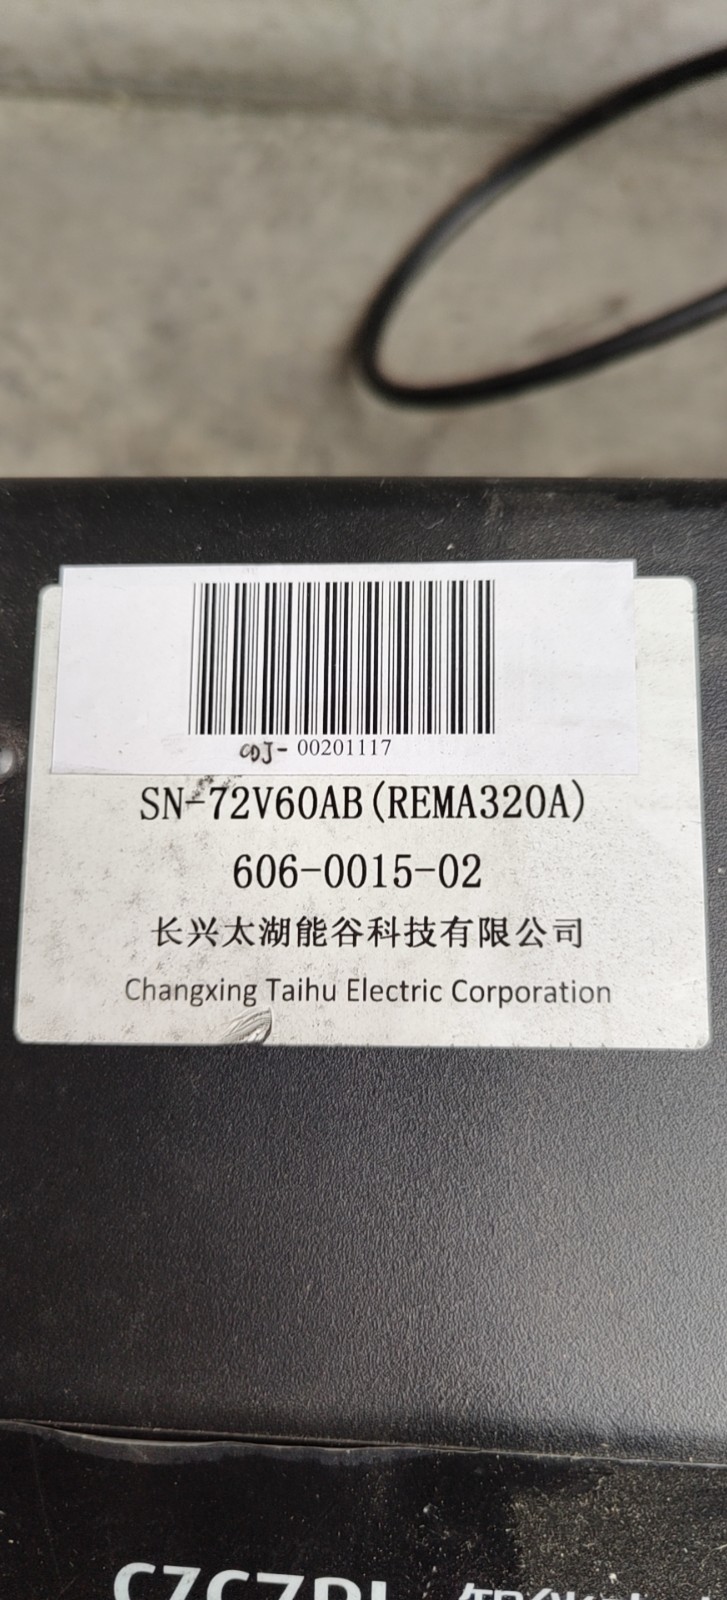 CDJ- 00201117
SN-72V60AB(REMA320A)
606-0015-02
长兴太湖能谷科技有限公司
Changxing Taihu Electric Corporation